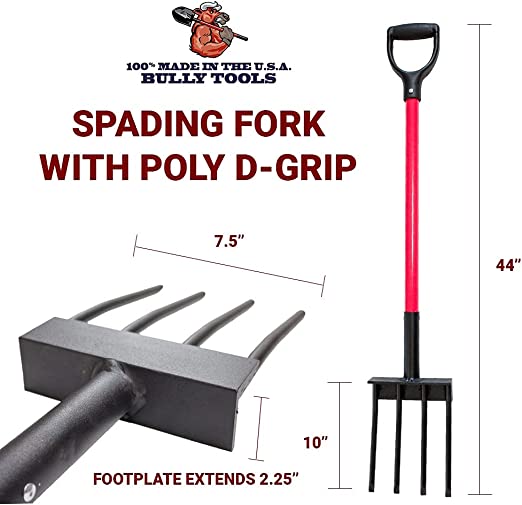 100% MADE IN THE U.S.A.
BULLY TOOLS
SPADING FORK
WITH POLY D-GRIP
7.5"
44"
10"
FOOTPLATE EXTENDS 2.25"